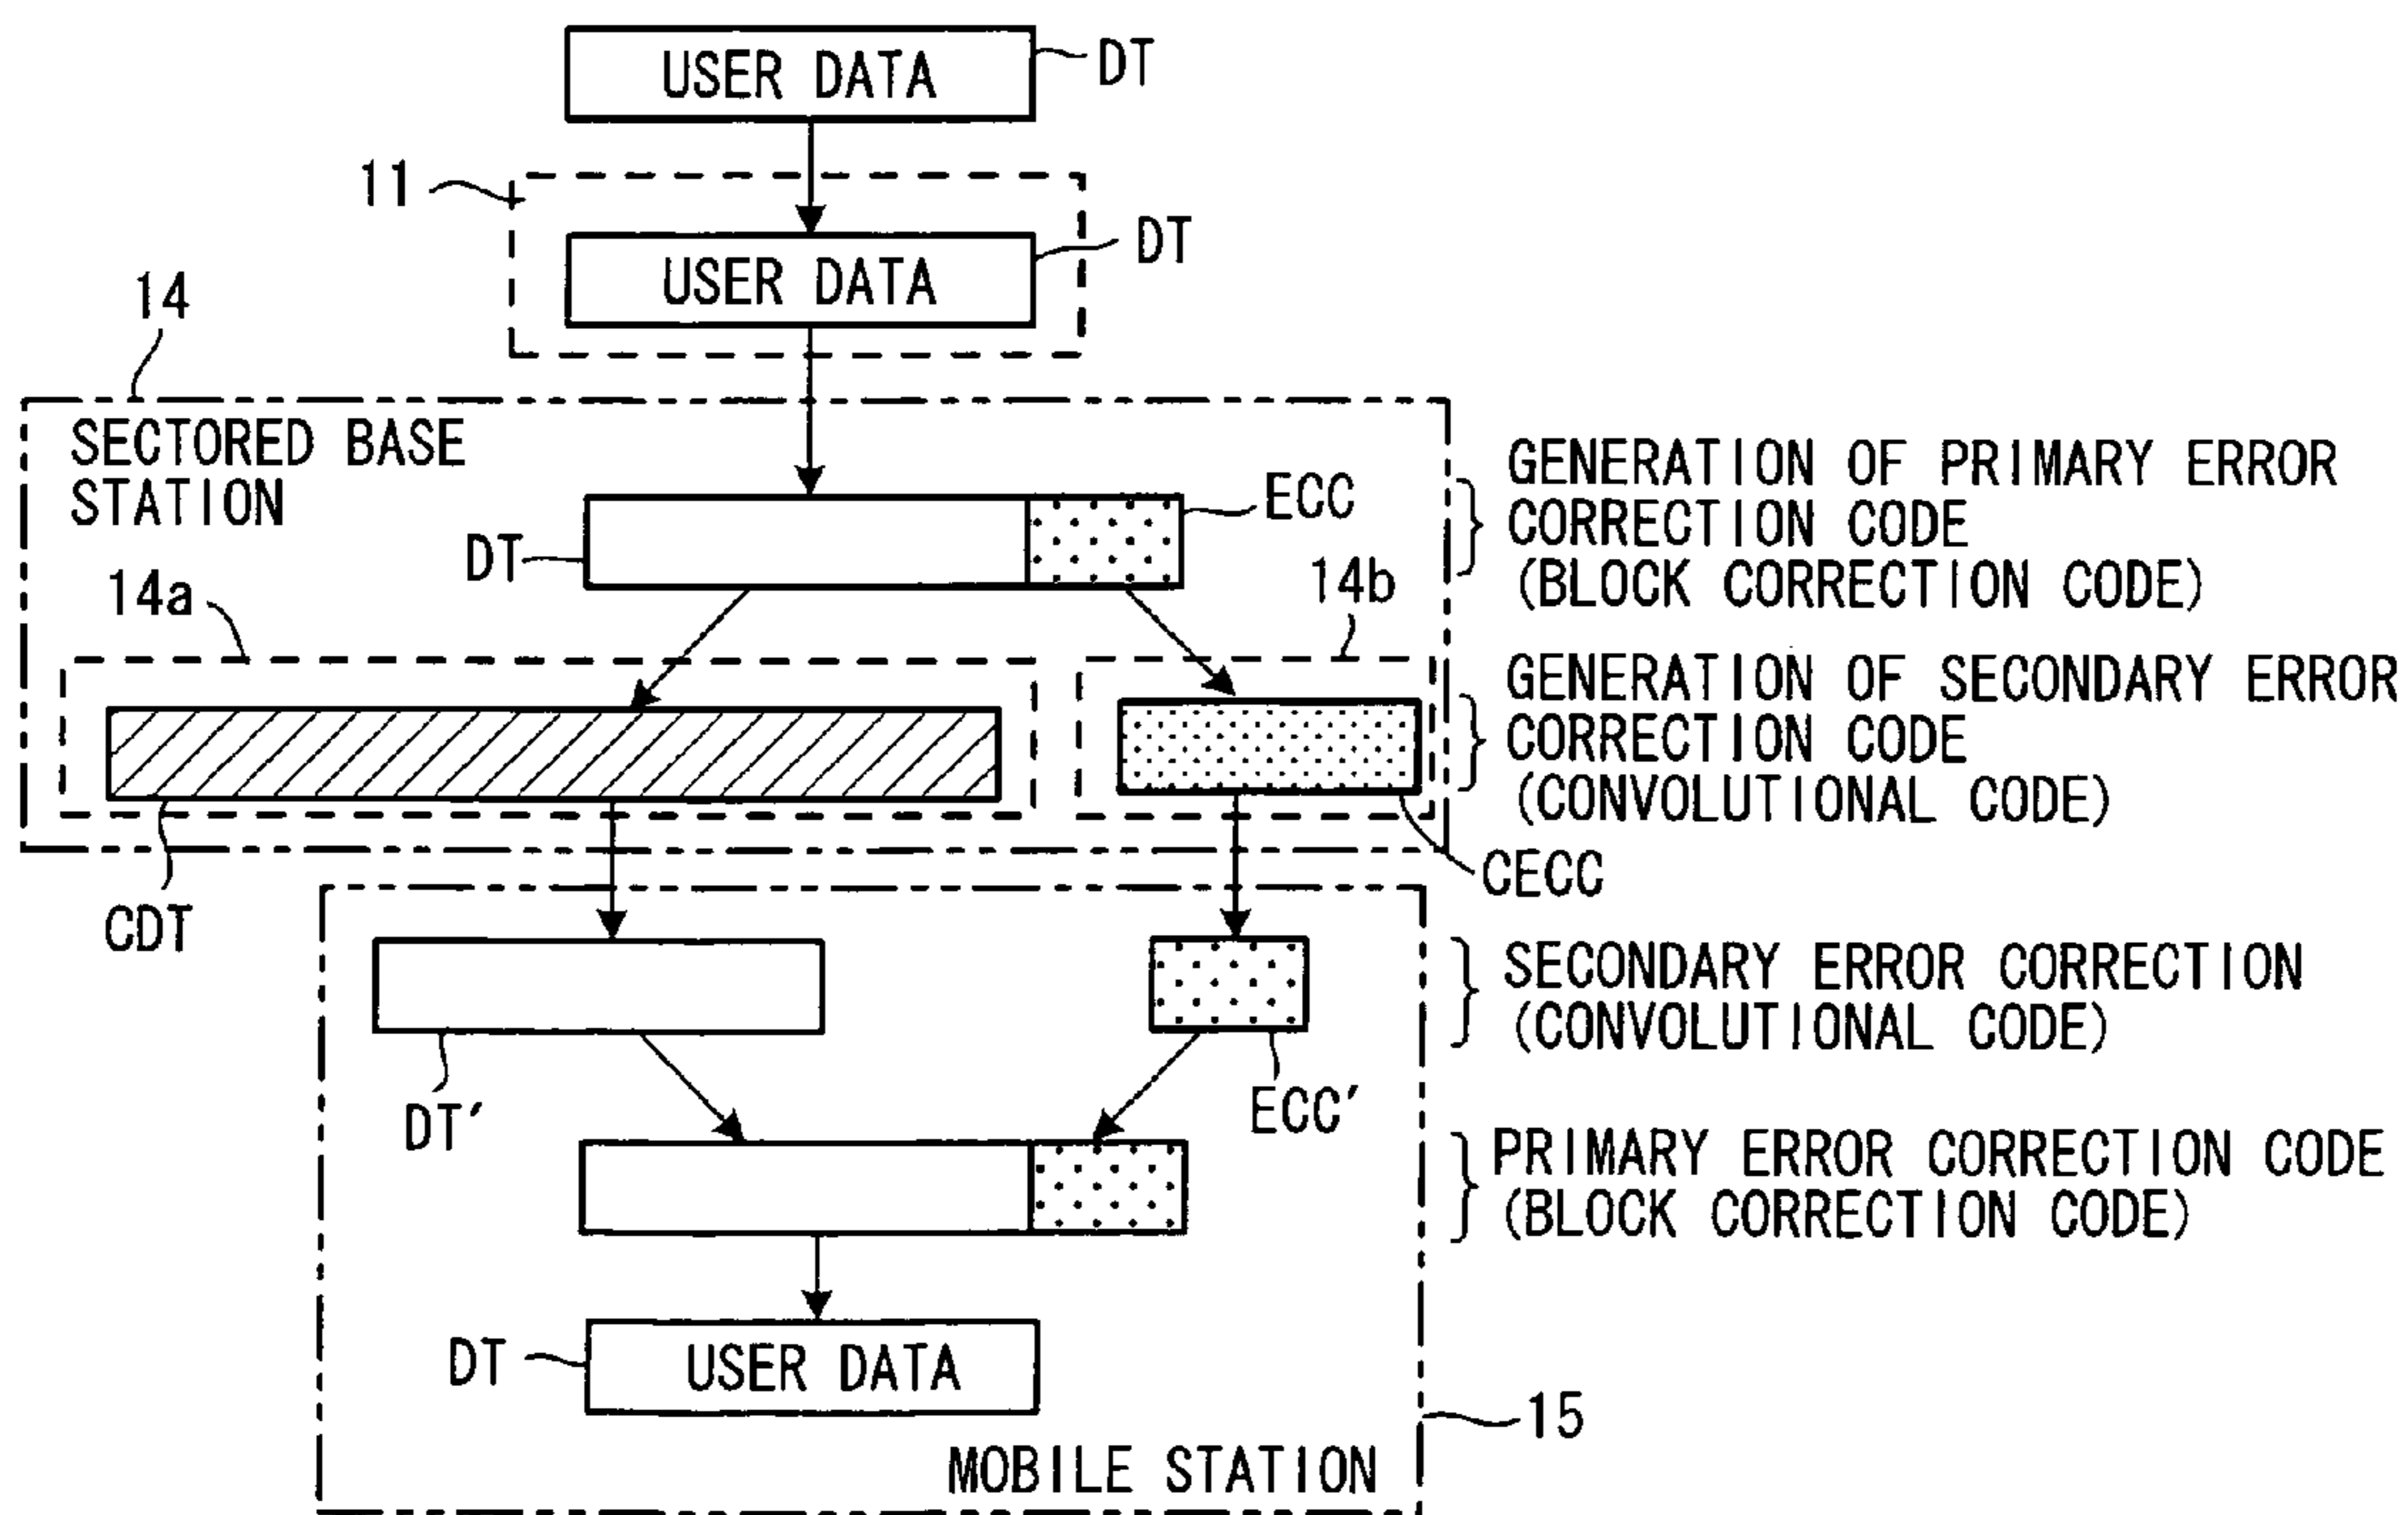 USER DATA
DT
11
USER DATA
DT
14
SECTORED BASE
STATION
DT
ECC
GENERATION OF PRIMARY ERROR
CORRECTION CODE
(BLOCK CORRECTION CODE)
14a
14b
GENERATION OF SECONDARY ERROR
CORRECTION CODE
(CONVOLUTIONAL CODE)
CDT
CECC
SECONDARY ERROR CORRECTION
(CONVOLUTIONAL CODE)
DT′
ECC′
PRIMARY ERROR CORRECTION CODE
(BLOCK CORRECTION CODE)
DT
USER DATA
15
MOBILE STATION